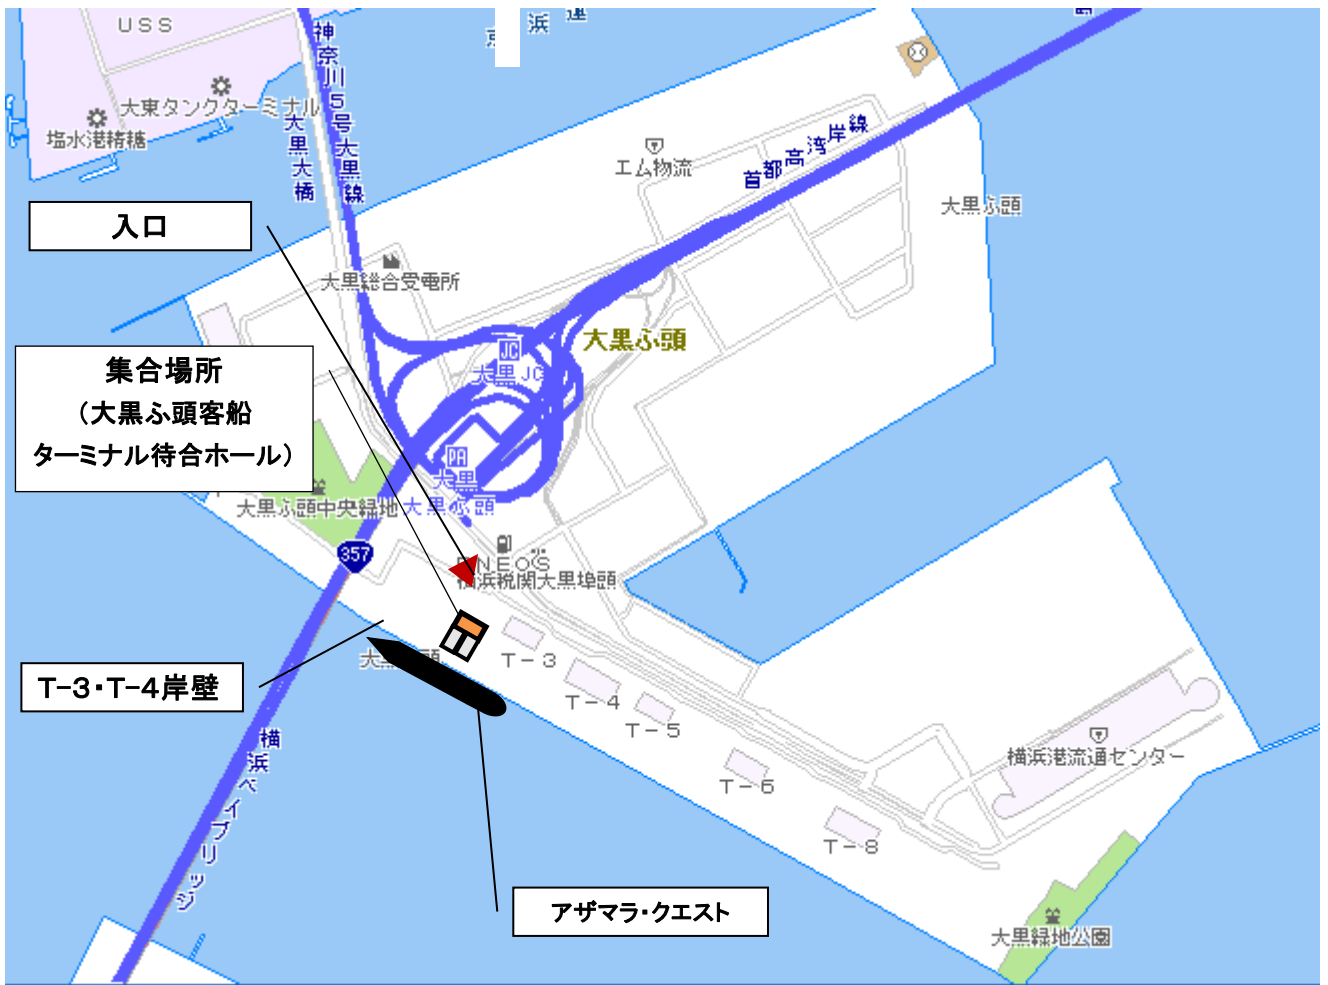 USS
神奈川5号大黒線
浜
大東タンクターミナル
塩水港精糖
大黒大橋
エム物流
首都高湾岸線
大黒ふ頭
入口
大黒総合受電所
大黒ふ頭
JC
大黒JC
集合場所
(大黒ふ頭客船
ターミナル待合ホール)
PA
大黒
大黒ふ頭
大黒ふ頭中央緑地
357
ENEOS
横浜税関大黒埠頭
T-3・T-4岸壁
T-3
T-4
T-5
T-6
T-8
横浜港流通センター
横浜ベイブリッジ
アザマラ・クエスト
大黒緑地公園